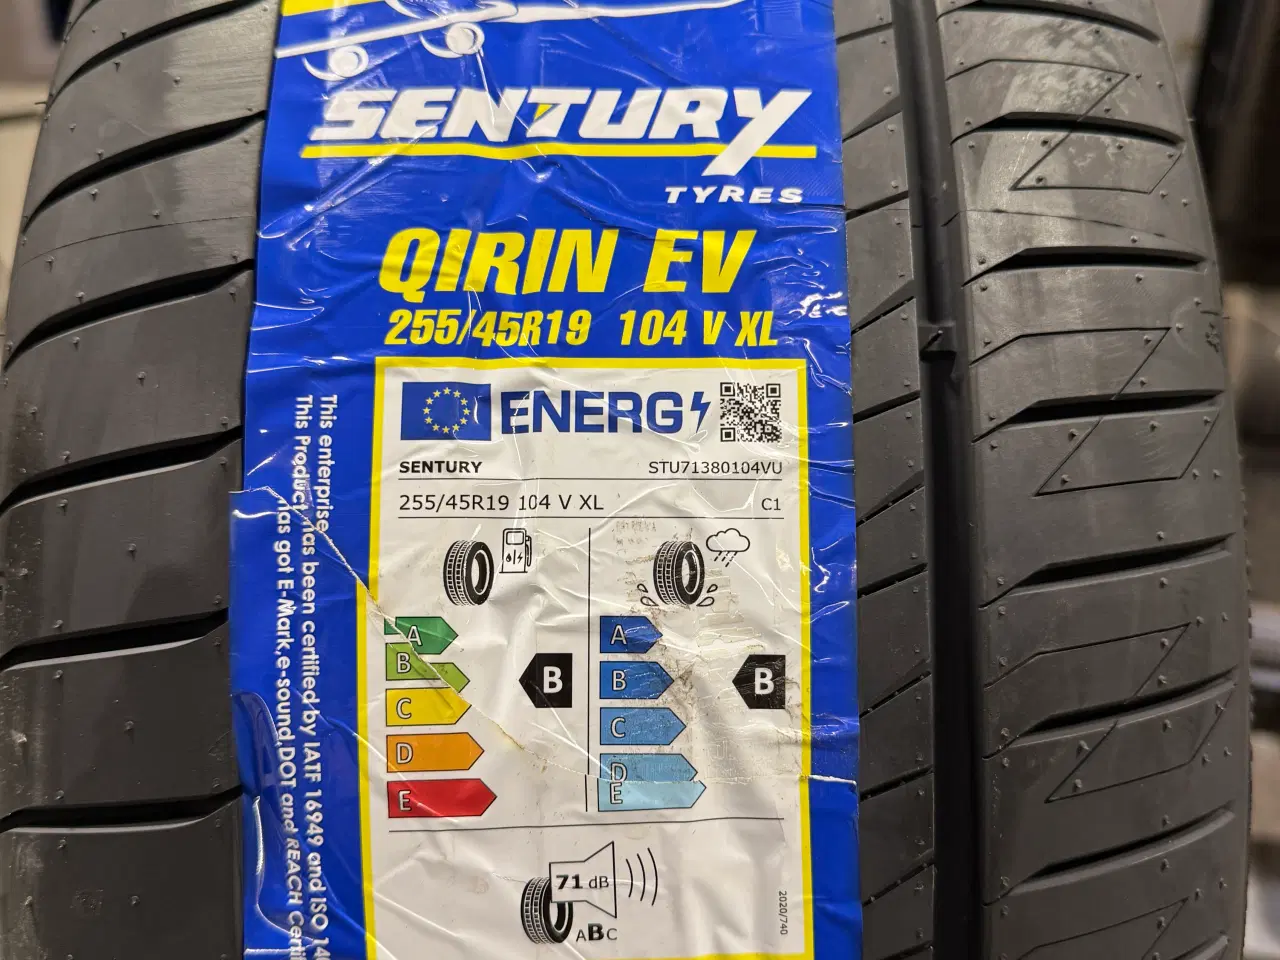 SENTURY
TYRES
QIRIN EV
255/45R19 104 V XL
ENERG
SENTURY STU71380104VU
255/45R19 104 V XL C1
A
B
C
D
E
B
A
B
C
D
E
B
71 dB
ABC
2020/740
This enterprise has been certified by IATF 16949 and ISO
This Product has got E-Mark,e-sound,DOT and REACH